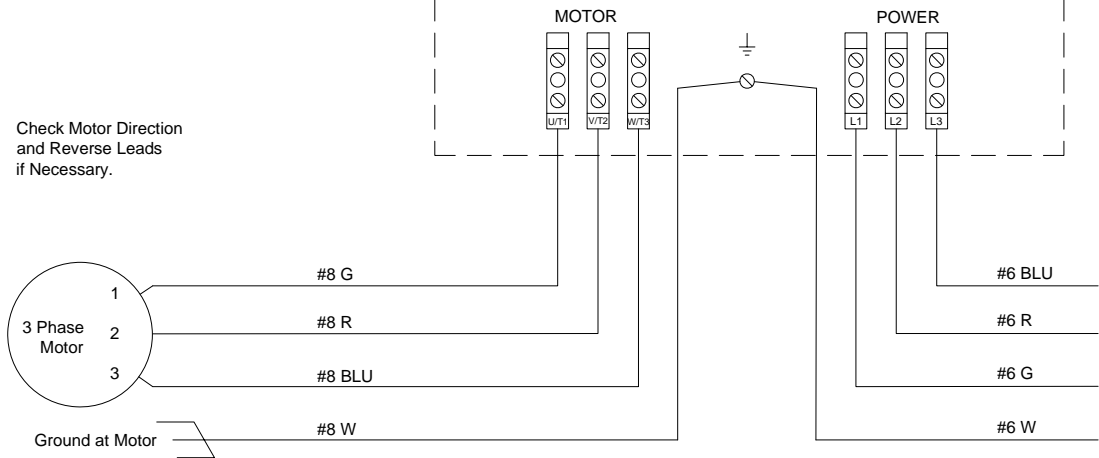 MOTOR
POWER
U/T1
V/T2
W/T3
L1
L2
L3
Check Motor Direction
and Reverse Leads
if Necessary.
#8 G
#6 BLU
1
3 Phase
Motor
2
#8 R
#6 R
3
#8 BLU
#6 G
Ground at Motor
#8 W
#6 W